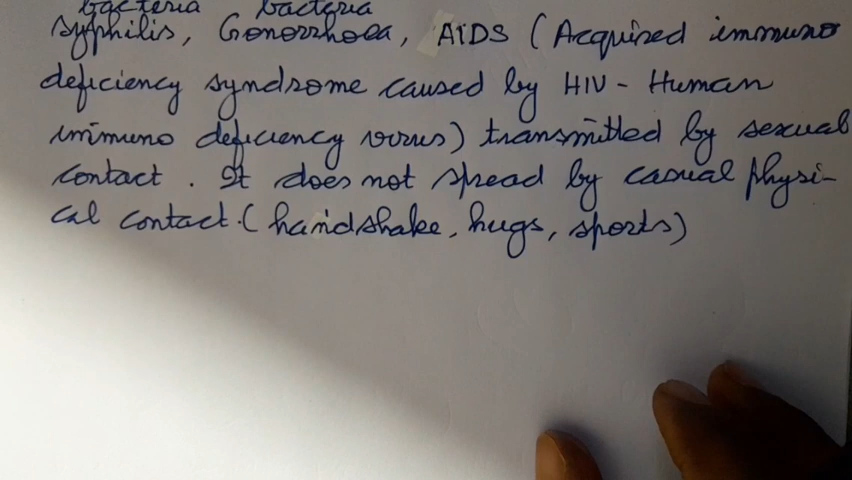 bacteria bacteria
Syphilis, Gonorrhoea, AIDS (Acquired immuno
deficiency syndrome caused by HIV - Human
immuno deficiency virus) transmitted by sexual
contact. It does not spread by casual physi-
cal contact. (handshake, hugs, sports)